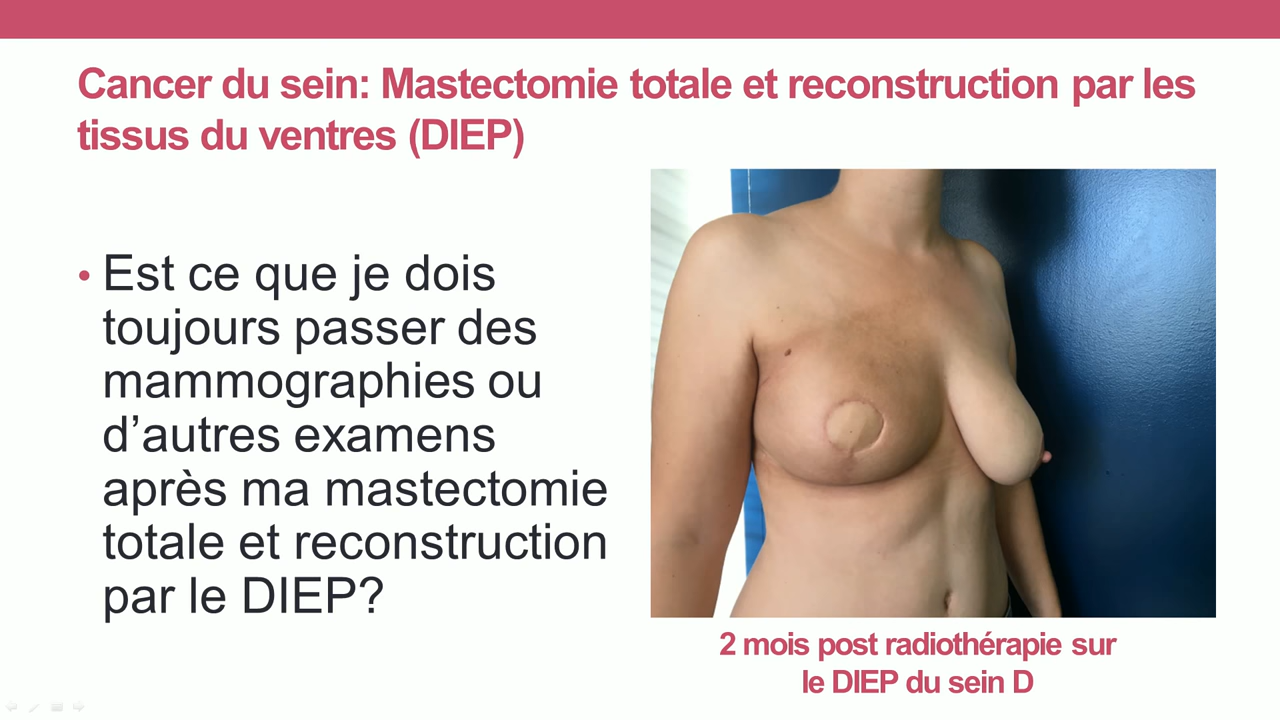 Cancer du sein: Mastectomie totale et reconstruction par les
tissus du ventres (DIEP)
• Est ce que je dois
toujours passer des
mammographies ou
d’autres examens
après ma mastectomie
totale et reconstruction
par le DIEP?
2 mois post radiothérapie sur
le DIEP du sein D